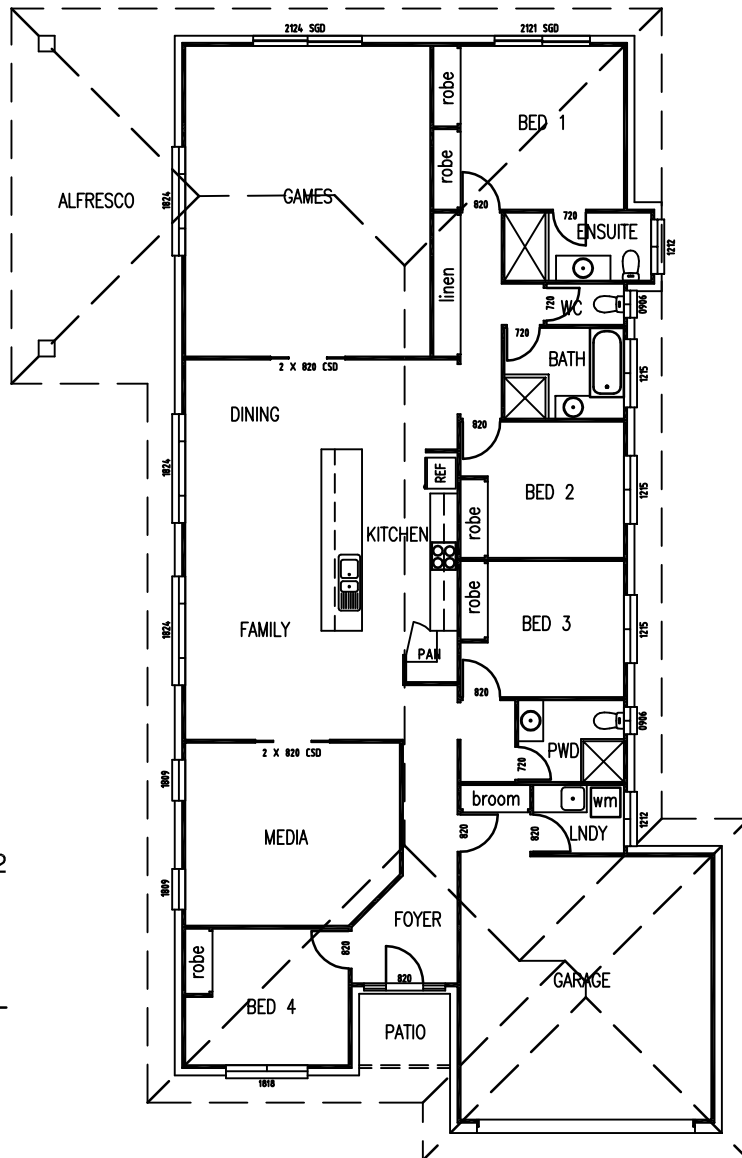 2124 SGD
2121 SGD
robe
BED 1
robe
ALFRESCO
1824
GAMES
820
720
ENSUITE
1212
linen
720
WC
0906
720
BATH
1215
2 X 820 CSD
DINING
820
1824
REF
BED 2
1215
robe
KITCHEN
robe
1824
FAMILY
BED 3
1215
PAN
820
0906
2 X 820 CSD
PWD
720
1809
broom
wm
1212
MEDIA
820
820
LNDY
1809
FOYER
robe
820
820
GARAGE
BED 4
PATIO
1818